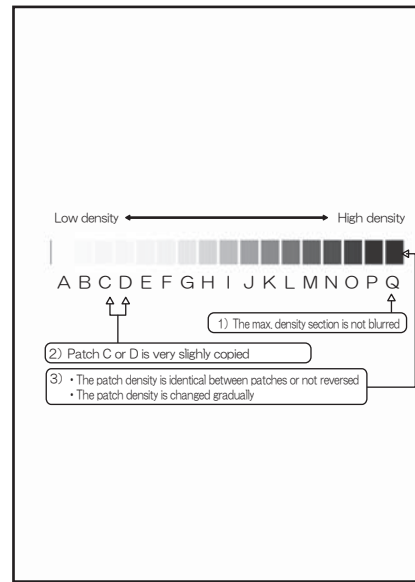 Low density High density
A B C D E F G H I J K L M N O P Q
1) The max. density section is not blurred
2) Patch C or D is very slighly copied
3) • The patch density is identical between patches or not reversed
• The patch density is changed gradually